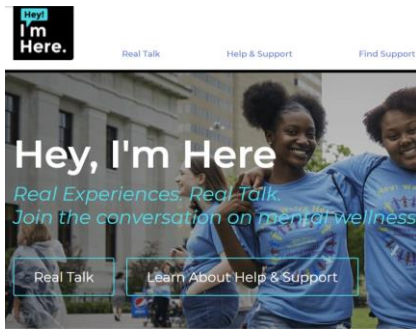 Hey!
I'm
Here.
Real Talk
Help & Support
Find Support
Hey, I'm Here
Real Experiences. Real Talk.
Join the conversation on mental wellness
Real Talk
Learn About Help & Support
pepsi